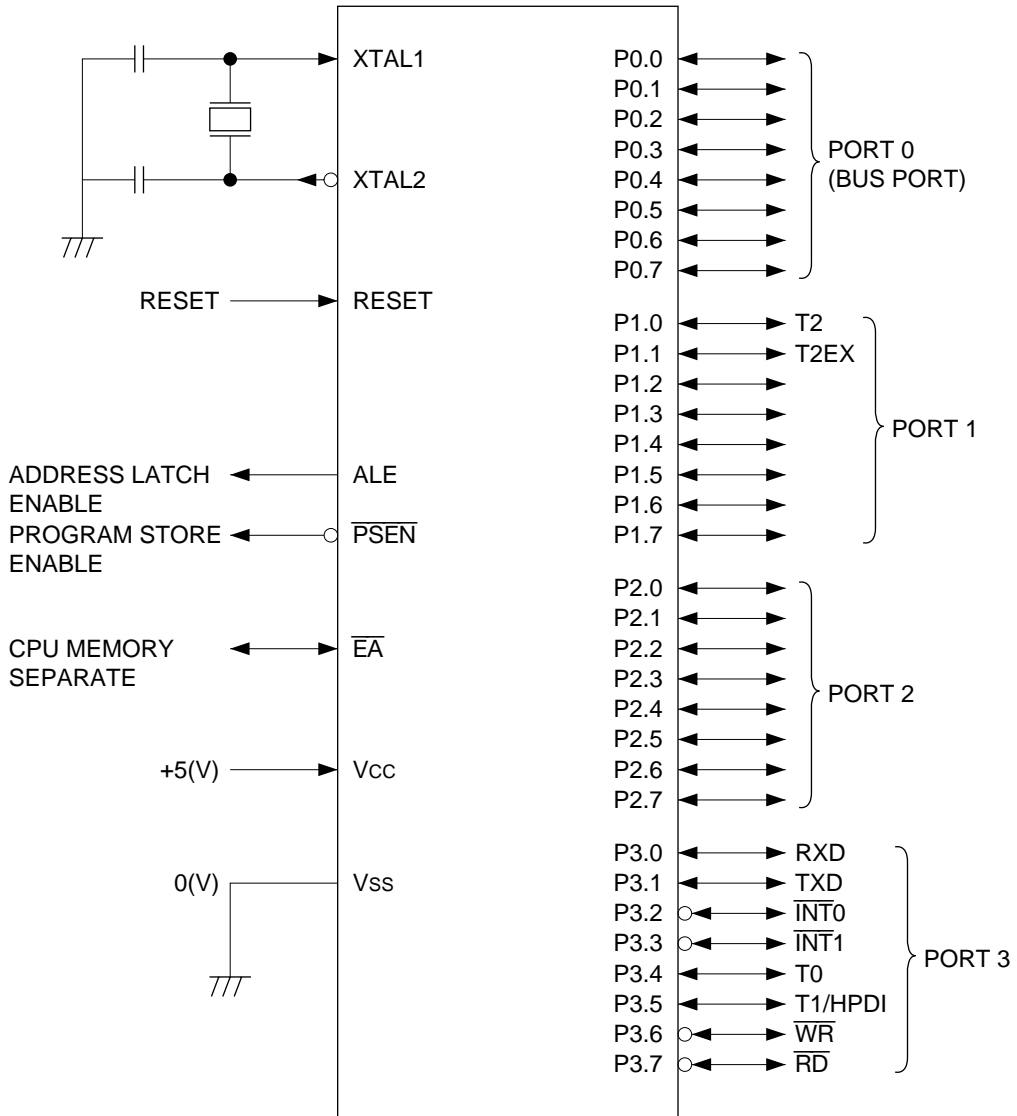 XTAL1
XTAL2
RESET
RESET
ADDRESS LATCH
ENABLE
ALE
PROGRAM STORE
ENABLE
PSEN
CPU MEMORY
SEPARATE
EA
+5(V)
Vcc
0(V)
Vss
P0.0
P0.1
P0.2
P0.3
P0.4
P0.5
P0.6
P0.7
PORT 0
(BUS PORT)
P1.0 T2
P1.1 T2EX
P1.2
P1.3
P1.4
P1.5
P1.6
P1.7
PORT 1
P2.0
P2.1
P2.2
P2.3
P2.4
P2.5
P2.6
P2.7
PORT 2
P3.0 RXD
P3.1 TXD
P3.2 INT0
P3.3 INT1
P3.4 T0
P3.5 T1/HPDI
P3.6 WR
P3.7 RD
PORT 3